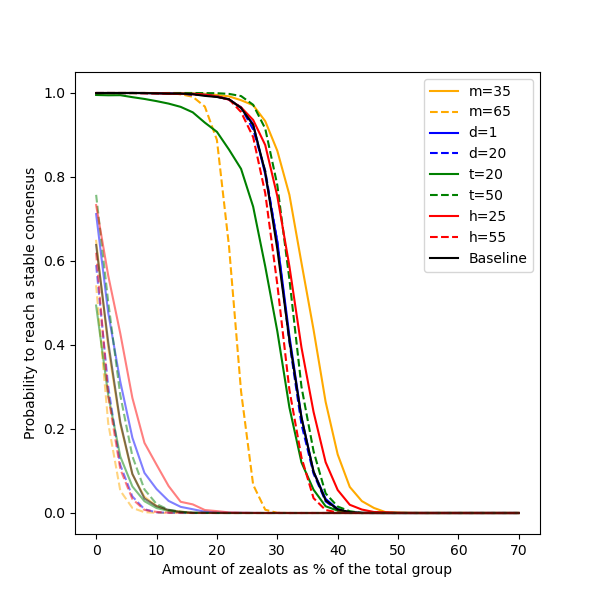 m=35
m=65
d=1
d=20
t=20
t=50
h=25
h=55
Baseline
1.0
0.8
0.6
0.4
0.2
0.0
Probability to reach a stable consensus
0 10 20 30 40 50 60 70
Amount of zealots as % of the total group